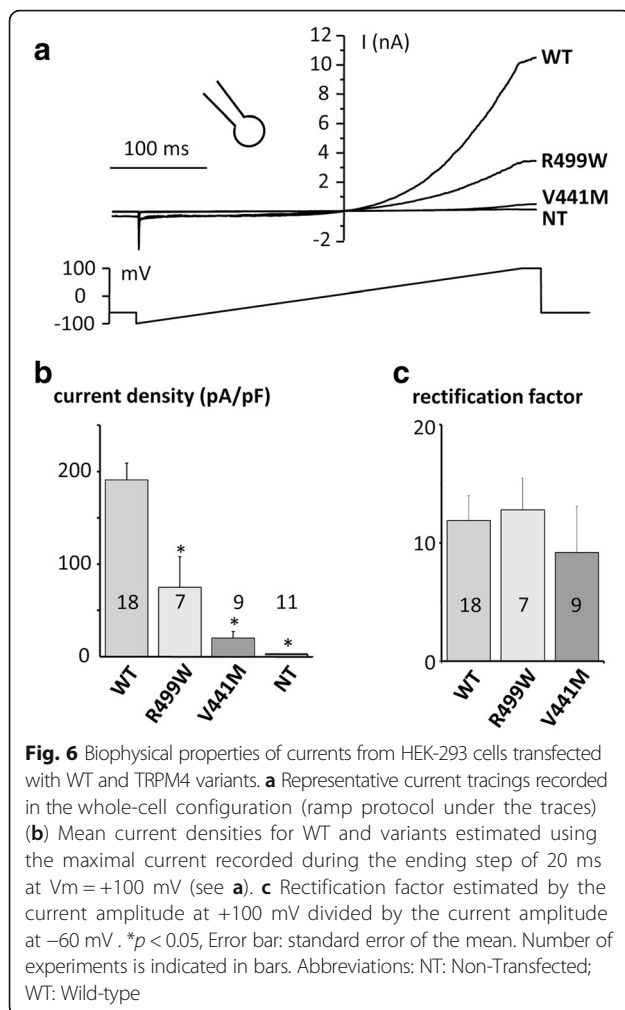 a
I (nA)
12
10
8
6
4
2
-2
WT
R499W
V441M
NT
100 ms
mV
100
0
-100
b
current density (pA/pF)
200
100
0
18
7
9
11
*
*
*
WT
R499W
V441M
NT
c
rectification factor
20
10
0
18
7
9
WT
R499W
V441M
Fig. 6 Biophysical properties of currents from HEK-293 cells transfected
with WT and TRPM4 variants. a Representative current tracings recorded
in the whole-cell configuration (ramp protocol under the traces)
(b) Mean current densities for WT and variants estimated using
the maximal current recorded during the ending step of 20 ms
at Vm = +100 mV (see a). c Rectification factor estimated by the
current amplitude at +100 mV divided by the current amplitude
at −60 mV . *p < 0.05, Error bar: standard error of the mean. Number of
experiments is indicated in bars. Abbreviations: NT: Non-Transfected;
WT: Wild-type